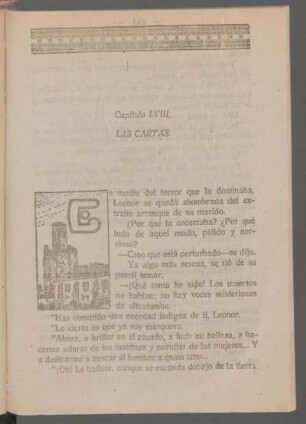 Capítulo LVIII
LAS CARTAS
En medio del terror que la dominaba,
Leonor se quedó asombrada del ex-
traño arranque de su marido.
¿Por qué la encerraba? ¿Por qué
huía de aquel modo, pálido y ner-
vioso?
—Creo que está perturbado—se dijo.
Ya algo más serena, se rió de su
pueril temor.
—¡Qué tonta he sido! Los muertos
no hablan; no hay voces misteriosas
de ultratumba.
"Has cometido una necedad indigna de ti, Leonor.
"Lo cierto es que ya soy marquesa.
"Ahora, a brillar en el mundo, a lucir mi belleza, a ha-
cerme adorar de los hombres y envidiar de las mujeres... Y
a dedicarme a buscar al hombre a quien amo...
"¡Oh! Le hallaré, aunque se esconda debajo de la tierra.